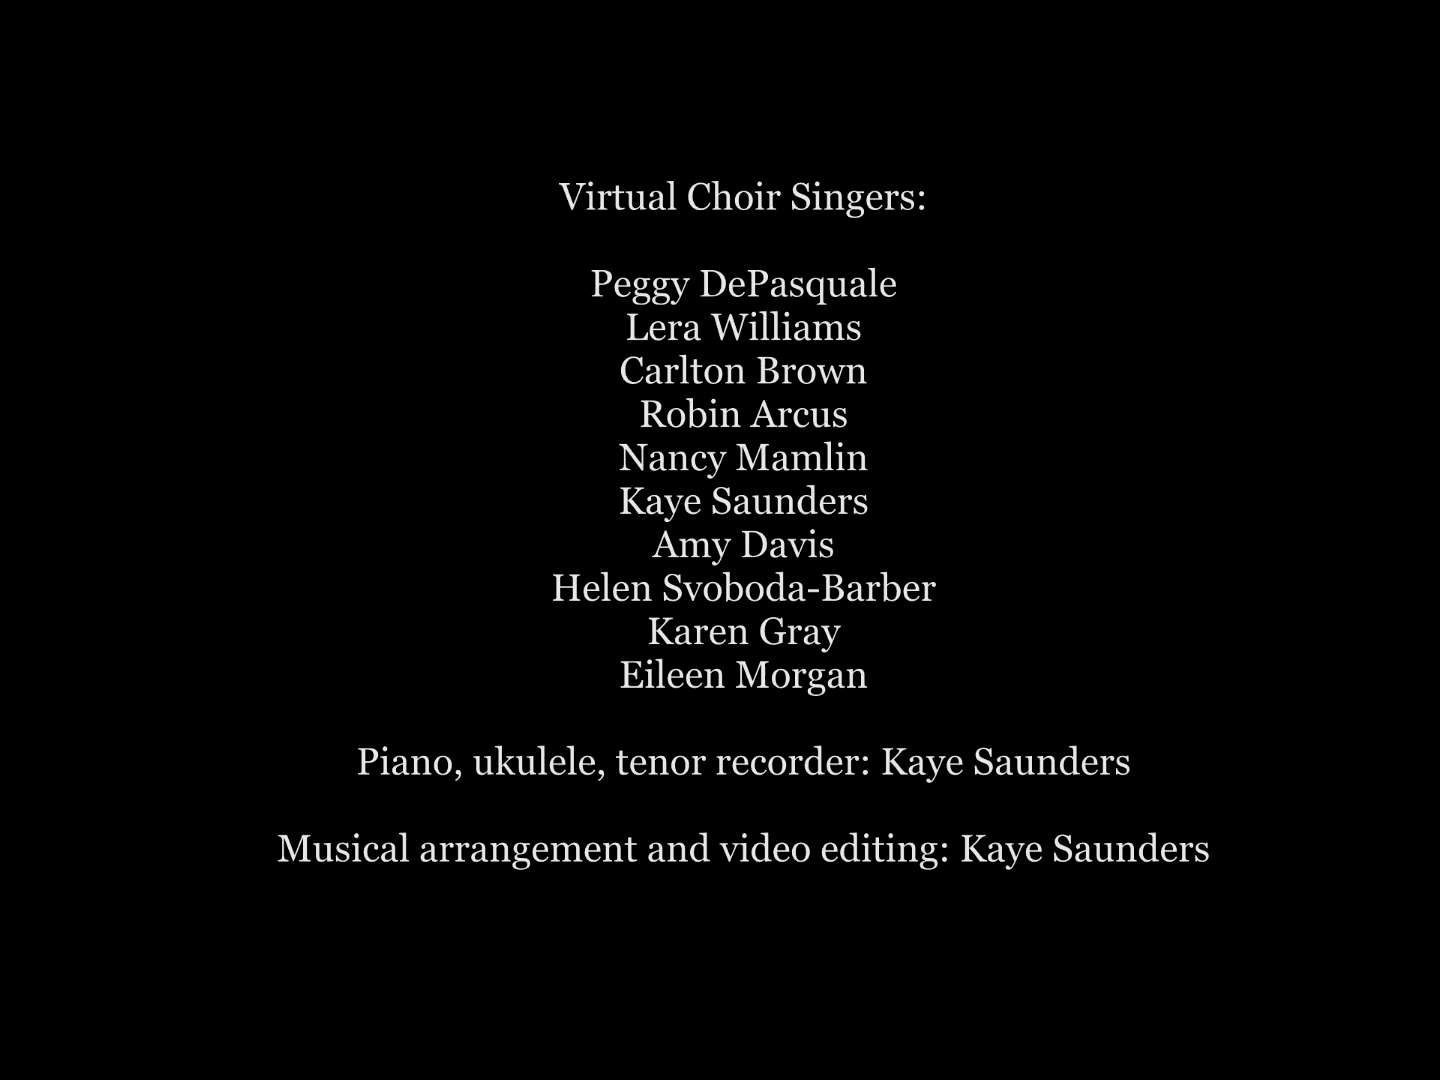 Virtual Choir Singers:
Peggy DePasquale
Lera Williams
Carlton Brown
Robin Arcus
Nancy Mamlin
Kaye Saunders
Amy Davis
Helen Svoboda-Barber
Karen Gray
Eileen Morgan
Piano, ukulele, tenor recorder: Kaye Saunders
Musical arrangement and video editing: Kaye Saunders